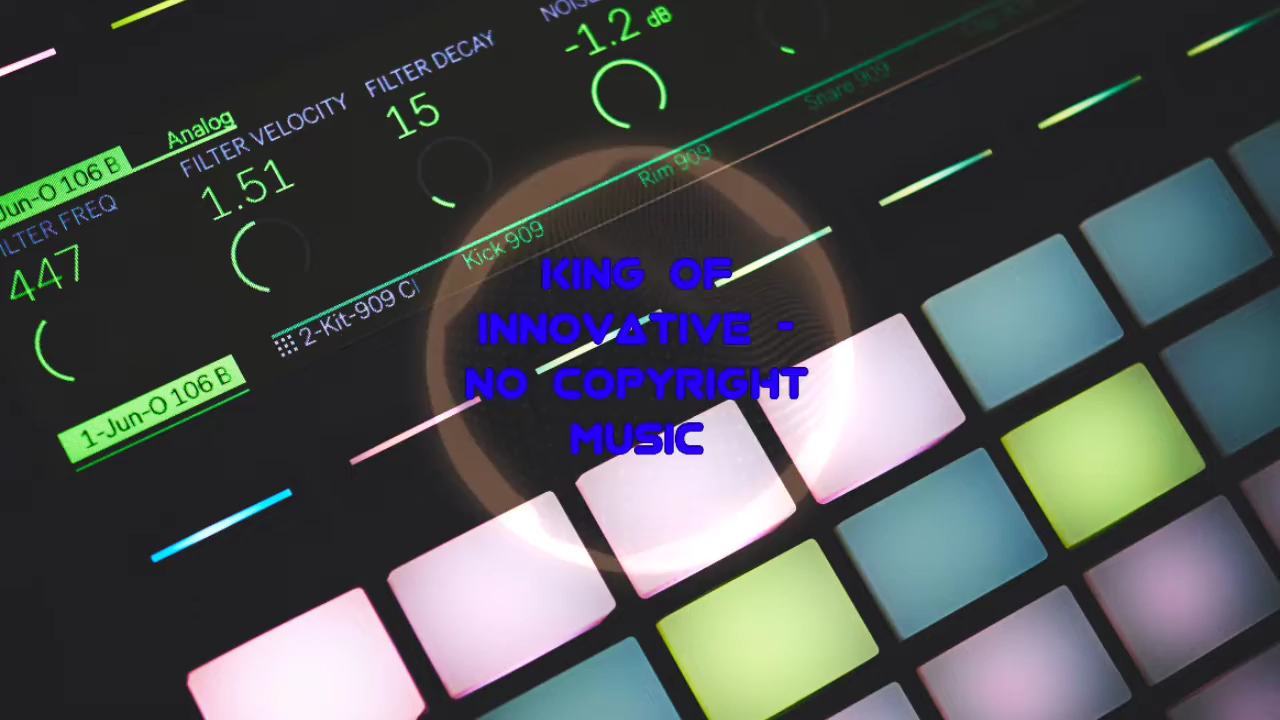 NOISE
-1.2 dB
FILTER DECAY
15
Analog
FILTER VELOCITY
1.51
Jun-O 106 B
FILTER FREQ
447
Snare 909
Rim 909
Kick 909
2-Kit-909 Cl
1-Jun-O 106 B
KING OF
INNOVATIVE -
NO COPYRIGHT
MUSIC